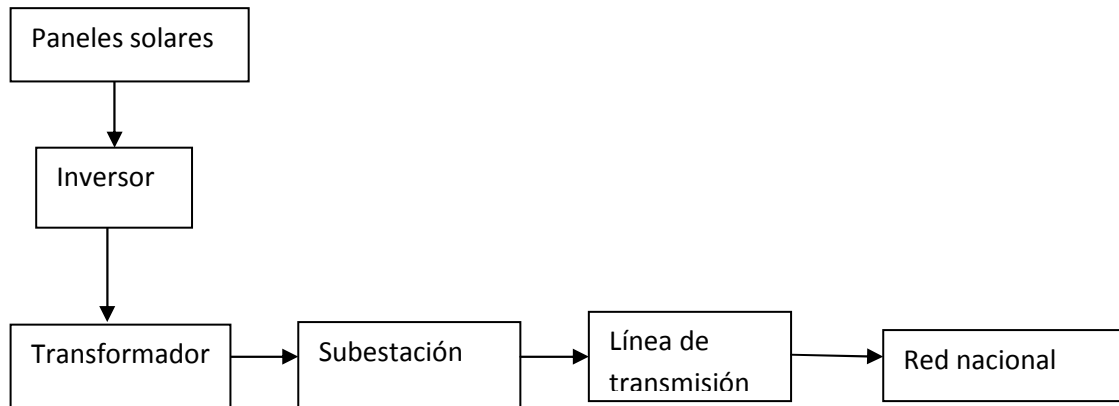 Paneles solares
Inversor
Transformador
Subestación
Línea de
transmisión
Red nacional